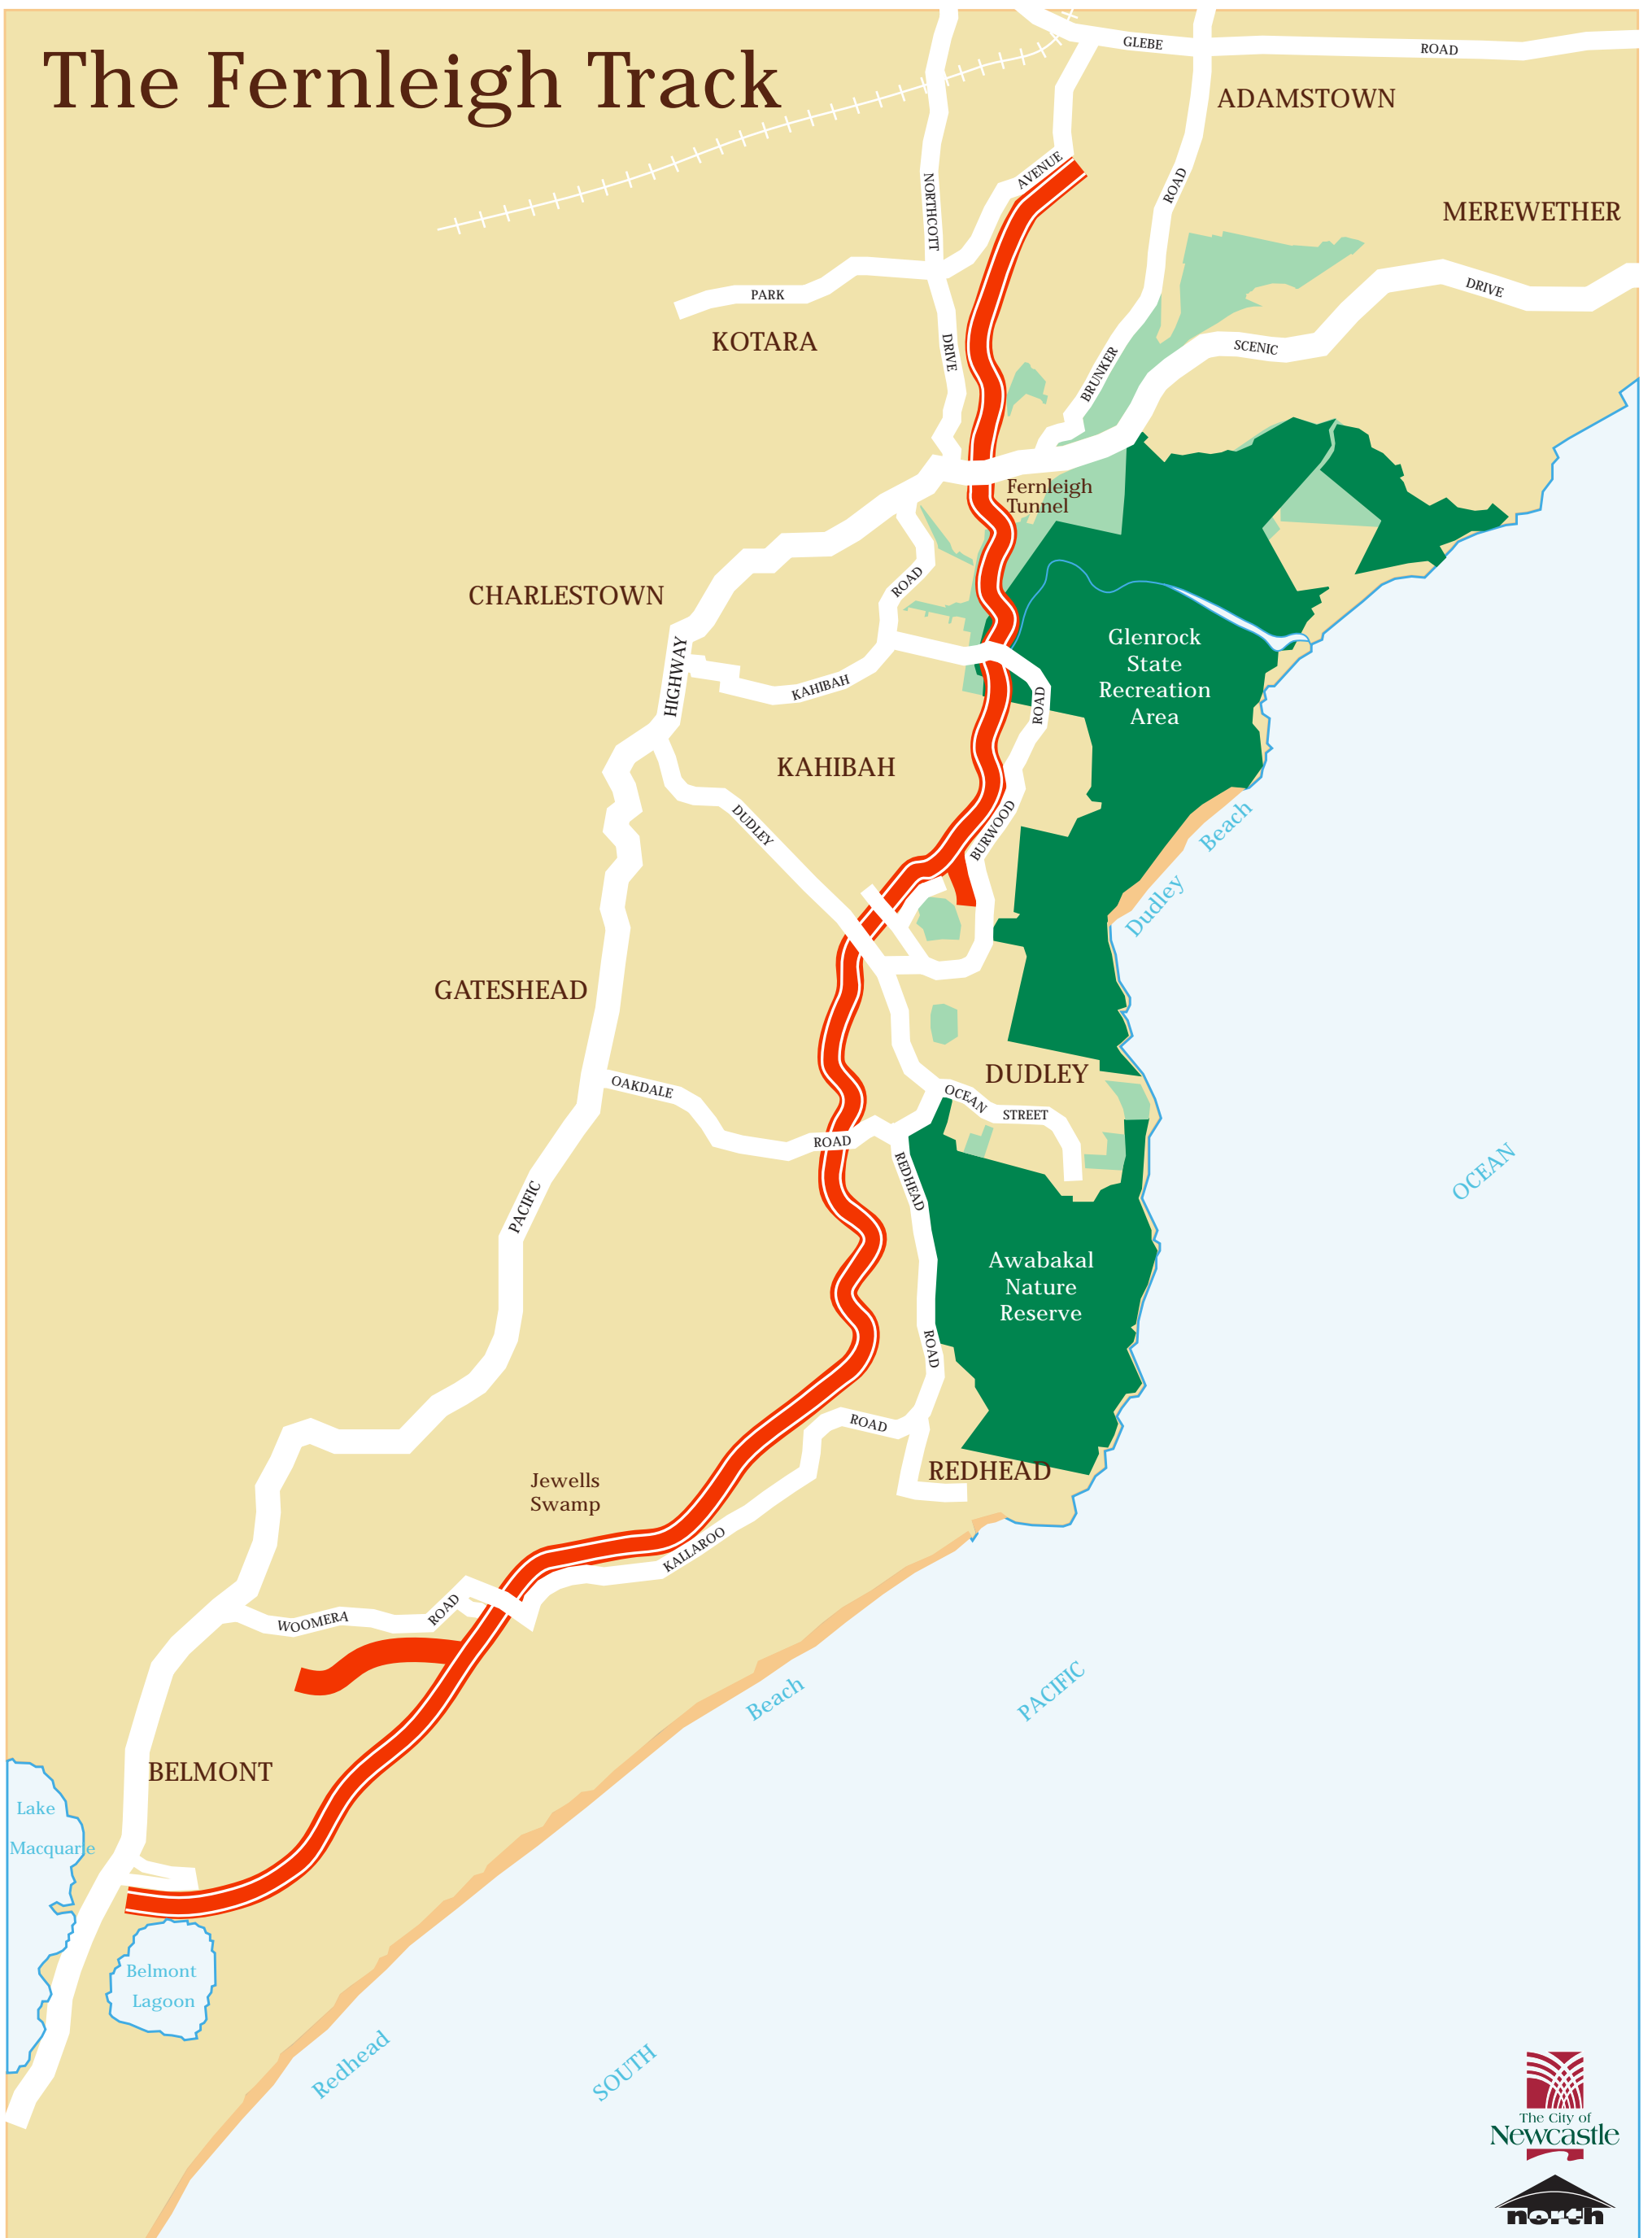 The Fernleigh Track
GLEBE
ROAD
ADAMSTOWN
AVENUE
ROAD
NORTHCOTT
MEREWETHER
PARK
DRIVE
KOTARA
DRIVE
SCENIC
BRUNKER
Fernleigh
Tunnel
CHARLESTOWN
ROAD
HIGHWAY
Glenrock
State
Recreation
Area
KAHIBAH
ROAD
KAHIBAH
DUDLEY
BURWOOD
Dudley Beach
GATESHEAD
DUDLEY
OAKDALE
ROAD
OCEAN
STREET
PACIFIC
REDHEAD
ROAD
Awabakal
Nature
Reserve
SOUTH PACIFIC OCEAN
ROAD
REDHEAD
Jewells
Swamp
KALLAROO
WOOMERA
ROAD
Redhead Beach
BELMONT
Lake
Macquarie
Belmont
Lagoon
The City of
Newcastle
north